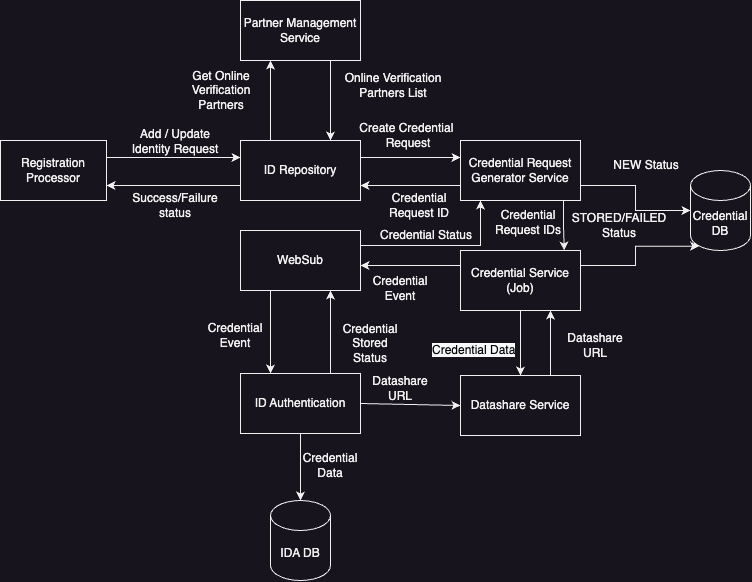 Partner Management
Service
Get Online
Verification
Partners
Online Verification
Partners List
Registration
Processor
Add / Update
Identity Request
Success/Failure
status
ID Repository
Create Credential
Request
Credential
Request ID
Credential Request
Generator Service
NEW Status
Credential
DB
Credential Status
Credential
Request IDs
STORED/FAILED
Status
WebSub
Credential
Event
Credential Service
(Job)
Credential
Event
Credential
Stored
Status
Credential Data
Datashare
URL
ID Authentication
Datashare
URL
Datashare Service
Credential
Data
IDA DB